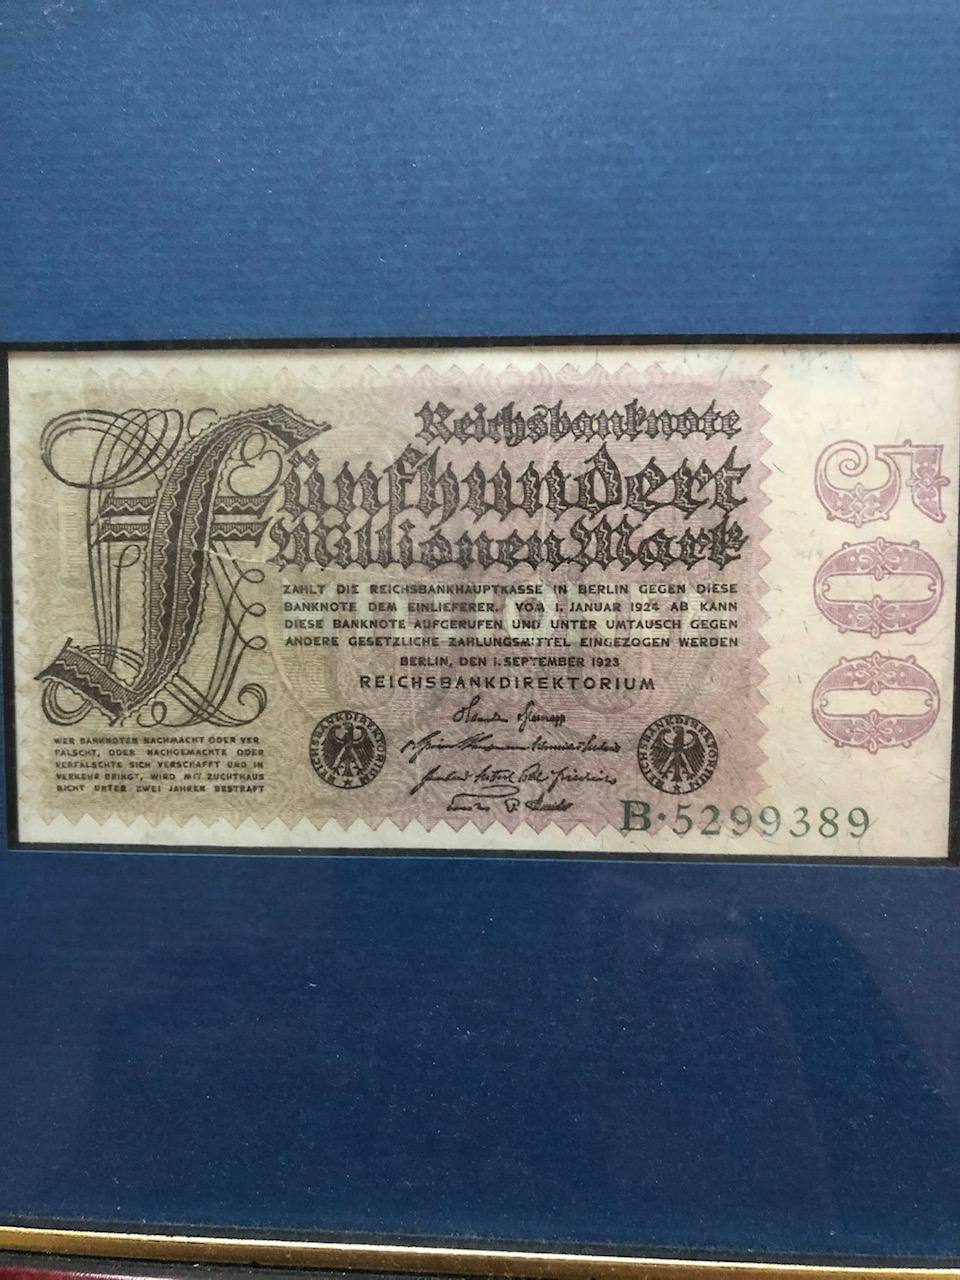 Reichsbanknote
Fünfhundert
Millionen Mark
ZAHLT DIE REICHSBANKHAUPTKASSE IN BERLIN GEGEN DIESE
BANKNOTE DEM EINLIEFERER. VOM 1. JANUAR 1924 AB KANN
DIESE BANKNOTE AUFGERUFEN UND UNTER UMTAUSCH GEGEN
ANDERE GESETZLICHE ZAHLUNGSMITTEL EINGEZOGEN WERDEN
BERLIN, DEN 1. SEPTEMBER 1923
REICHSBANKDIREKTORIUM
REICHSBANKDIREKTORIUM
REICHSBANKDIREKTORIUM
WER BANKNOTEN NACHMACHT ODER VER
FÄLSCHT, ODER NACHGEMACHTE ODER
VERFÄLSCHTE SICH VERSCHAFFT UND IN
VERKEHR BRINGT, WIRD MIT ZUCHTHAUS
NICHT UNTER ZWEI JAHREN BESTRAFT
B·5299389
500